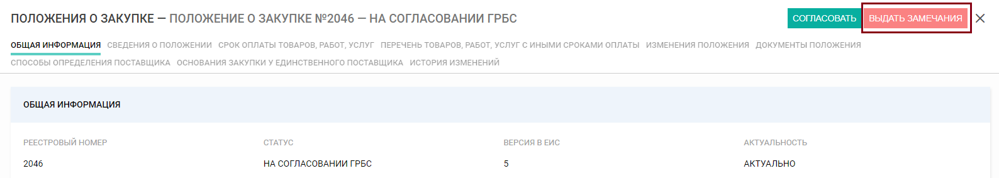 ПОЛОЖЕНИЯ О ЗАКУПКЕ — ПОЛОЖЕНИЕ О ЗАКУПКЕ №2046 — НА СОГЛАСОВАНИИ ГРБС СОГЛАСОВАТЬ ВЫДАТЬ ЗАМЕЧАНИЯ
ОБЩАЯ ИНФОРМАЦИЯ СВЕДЕНИЯ О ПОЛОЖЕНИИ СРОК ОПЛАТЫ ТОВАРОВ, РАБОТ, УСЛУГ ПЕРЕЧЕНЬ ТОВАРОВ, РАБОТ, УСЛУГ С ИНЫМИ СРОКАМИ ОПЛАТЫ ИЗМЕНЕНИЯ ПОЛОЖЕНИЯ ДОКУМЕНТЫ ПОЛОЖЕНИЯ
СПОСОБЫ ОПРЕДЕЛЕНИЯ ПОСТАВЩИКА ОСНОВАНИЯ ЗАКУПКИ У ЕДИНСТВЕННОГО ПОСТАВЩИКА ИСТОРИЯ ИЗМЕНЕНИЙ
ОБЩАЯ ИНФОРМАЦИЯ
РЕЕСТРОВЫЙ НОМЕР СТАТУС ВЕРСИЯ В ЕИС АКТУАЛЬНОСТЬ
2046 НА СОГЛАСОВАНИИ ГРБС 5 АКТУАЛЬНО